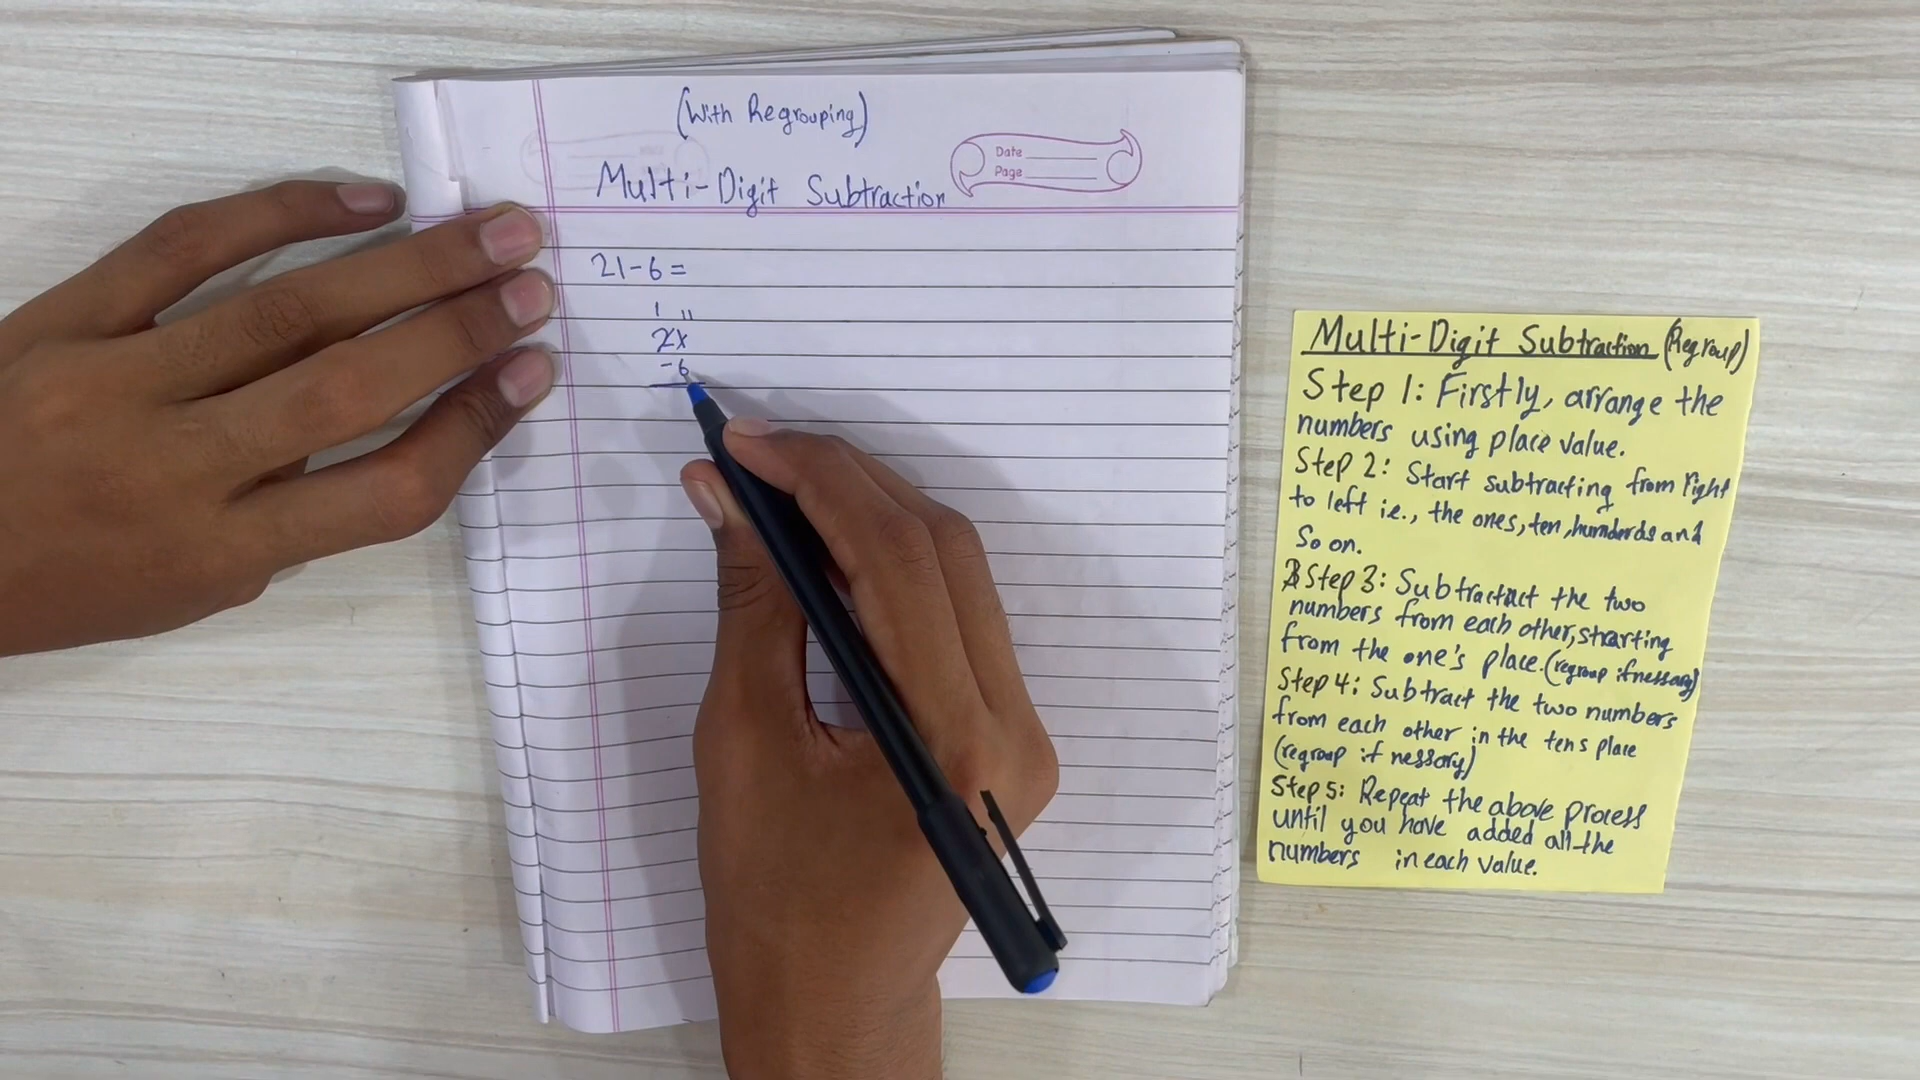 (With Regrouping)
Multi-Digit Subtraction
Date
Page
21-6=
1 11
21
-6
Multi-Digit Subtraction (Regroup)
Step 1: Firstly, arrange the
numbers using place value.
Step 2: Start subtracting from right
to left i.e., the ones, ten, hunderds and
So on.
Step 3: Subtractact the two
numbers from each other, strarting
from the one's place. (regroup if nessary)
Step 4: Subtract the two numbers
from each other in the tens place
(regroup if nessory)
Step 5: Repeat the above process
until you have added all the
numbers in each value.